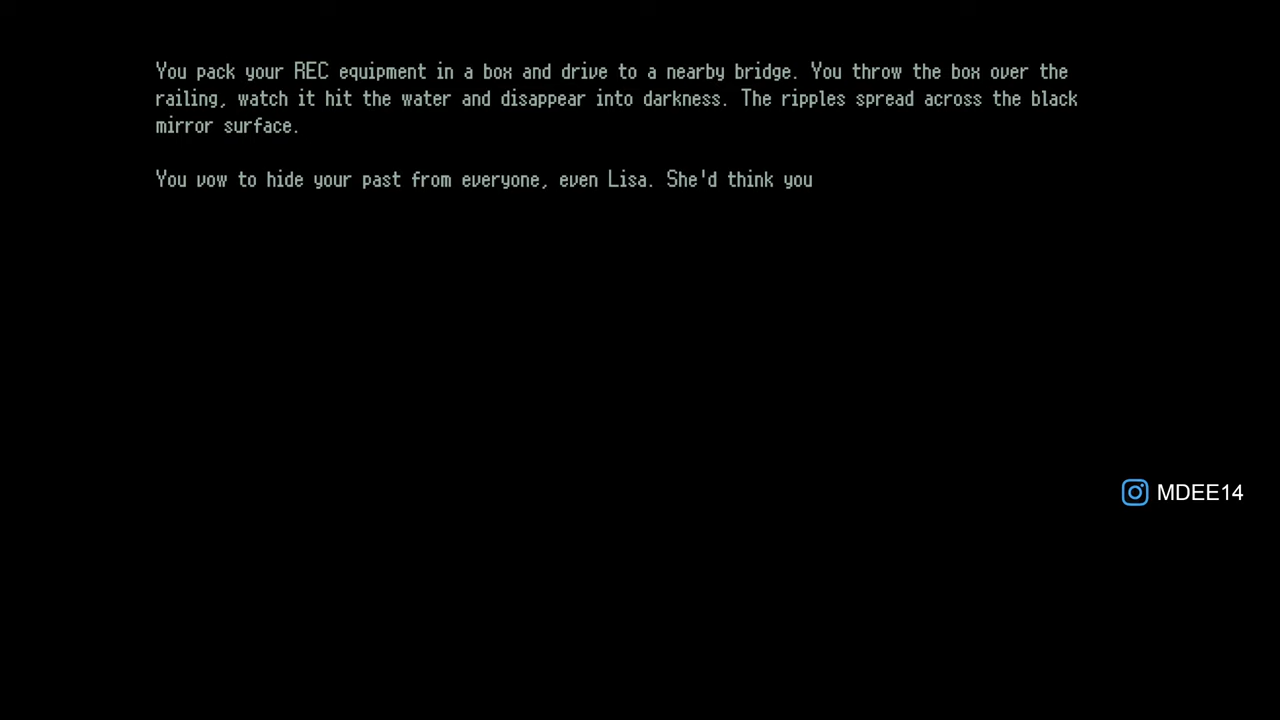 You pack your REC equipment in a box and drive to a nearby bridge. You throw the box over the
railing, watch it hit the water and disappear into darkness. The ripples spread across the black
mirror surface.
You vow to hide your past from everyone, even Lisa. She'd think you
MDEE14